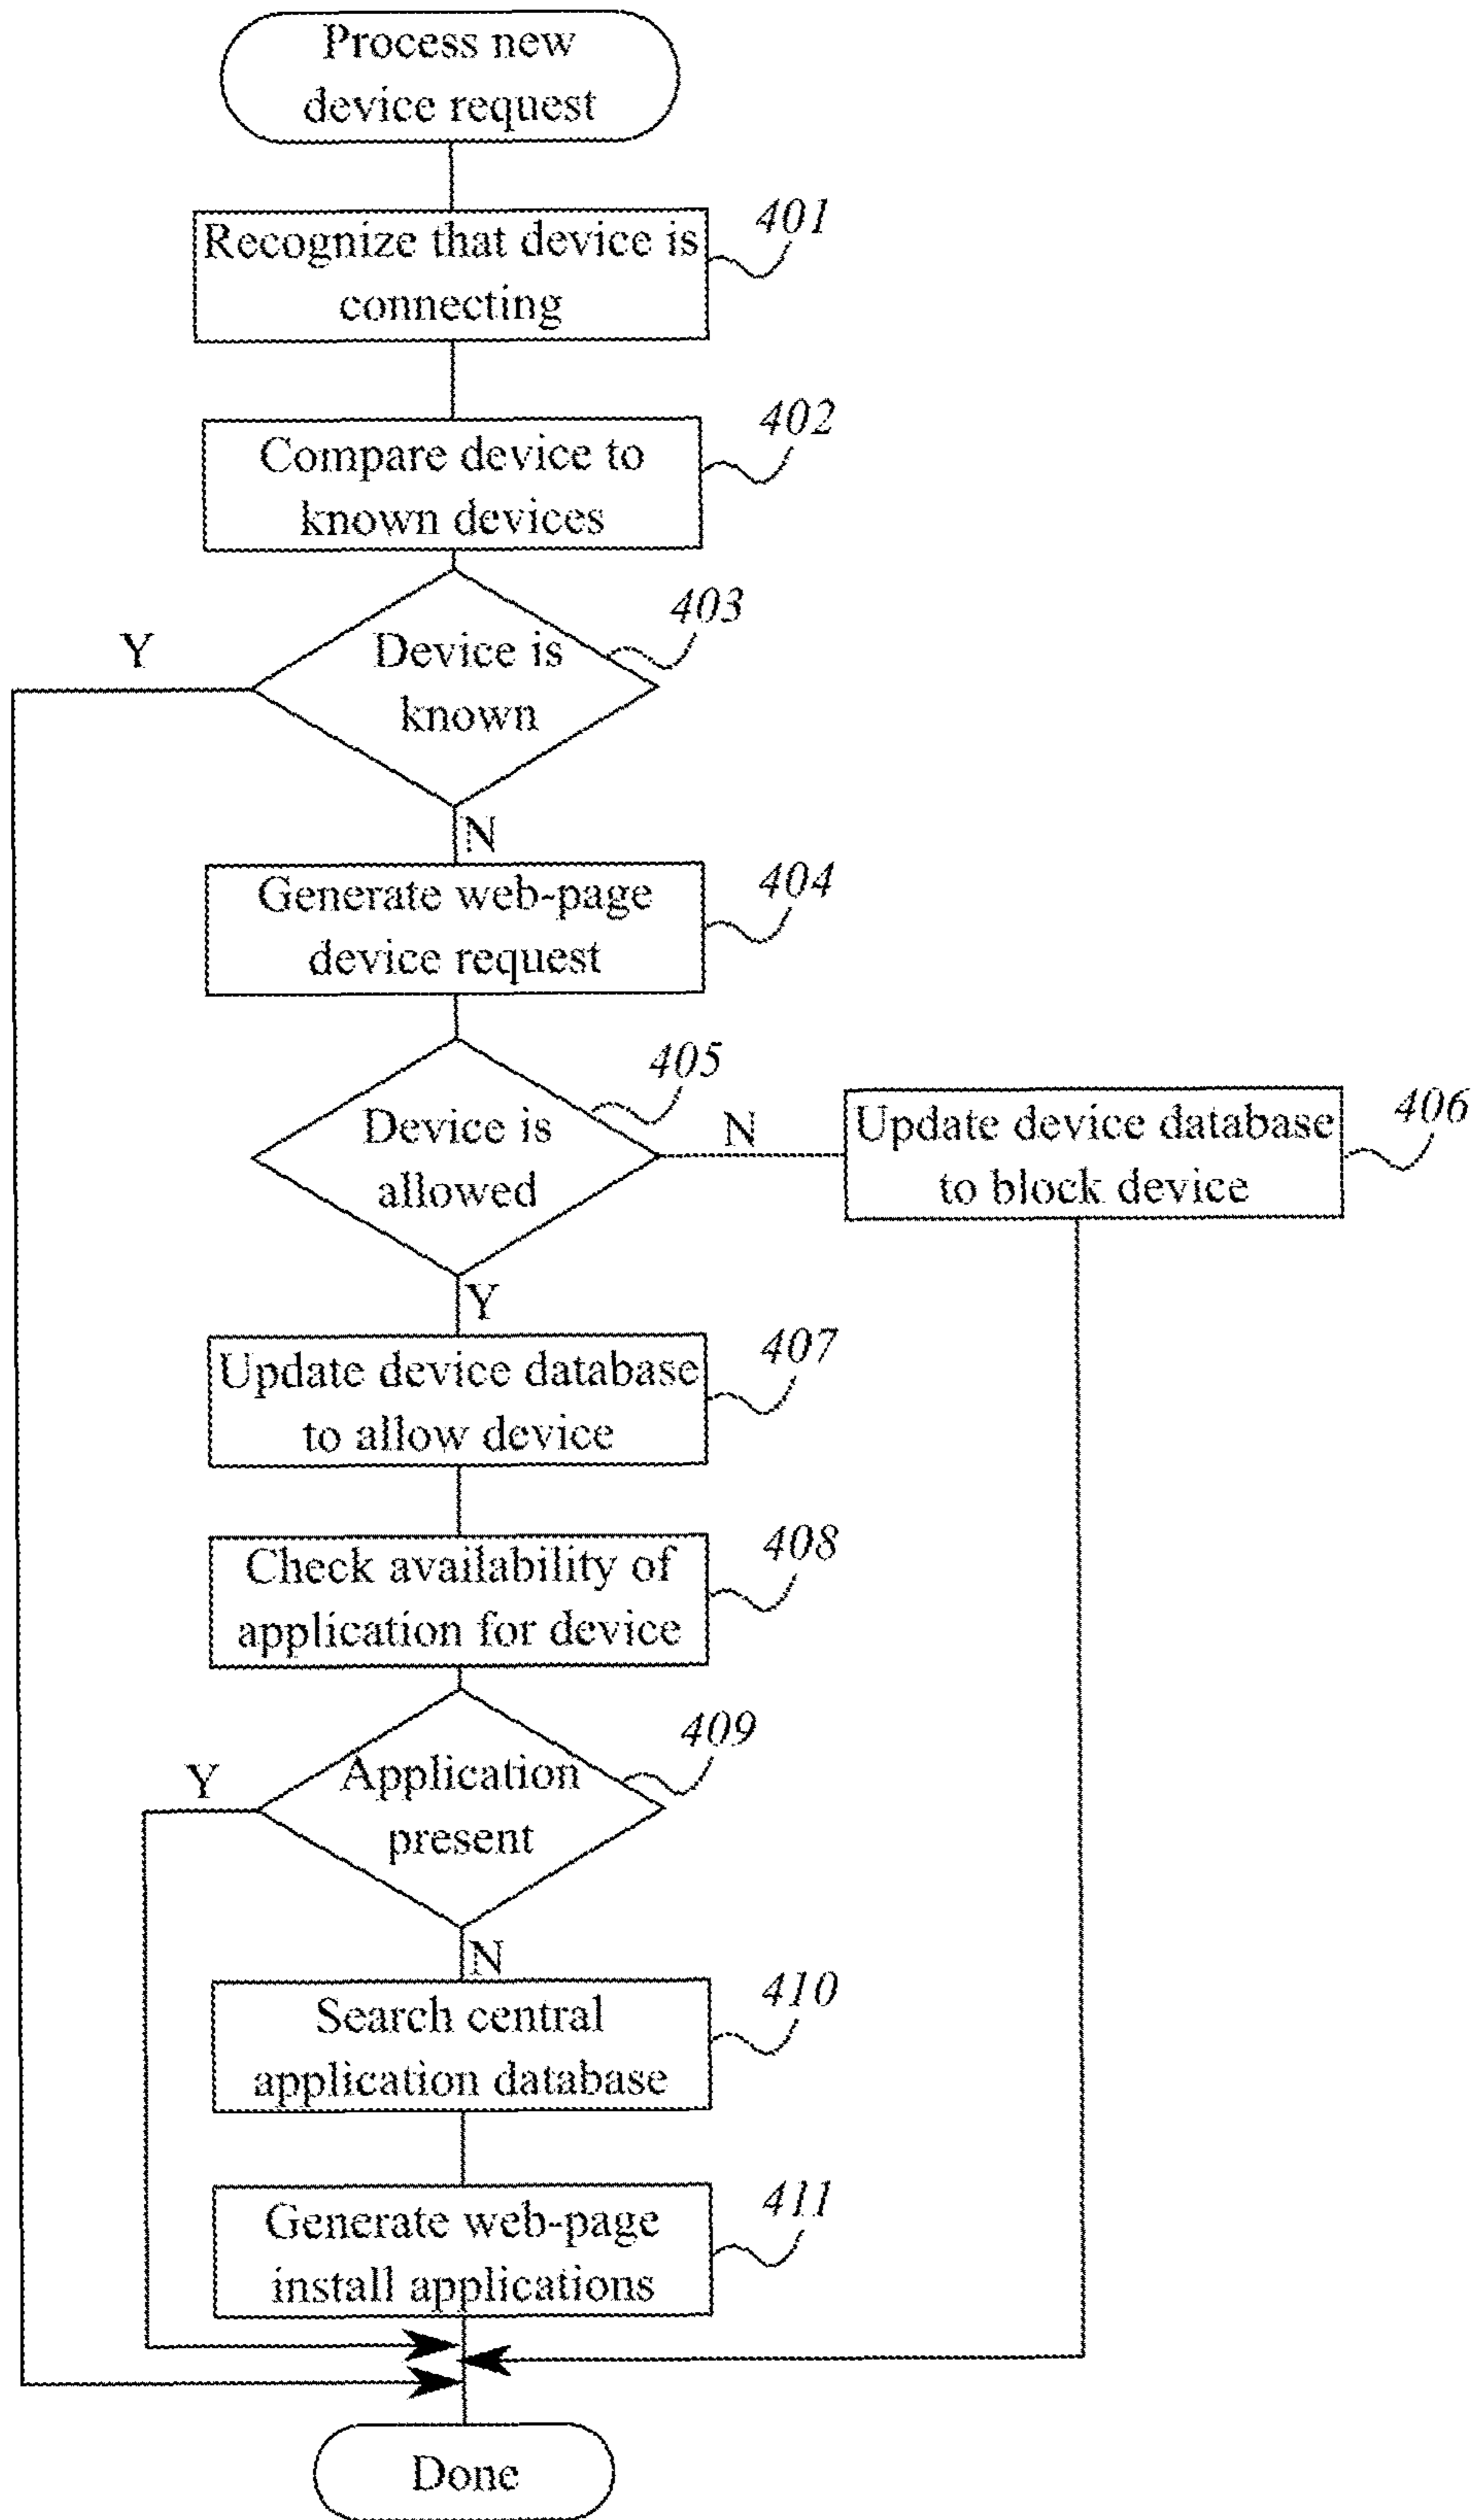 Process new
device request
401
Recognize that device is
connecting
402
Compare device to
known devices
403
Y
Device is
known
N
404
Generate web-page
device request
405
Device is
allowed
N
406
Update device database
to block device
Y
407
Update device database
to allow device
408
Check availability of
application for device
409
Y
Application
present
N
410
Search central
application database
411
Generate web-page
install applications
Done